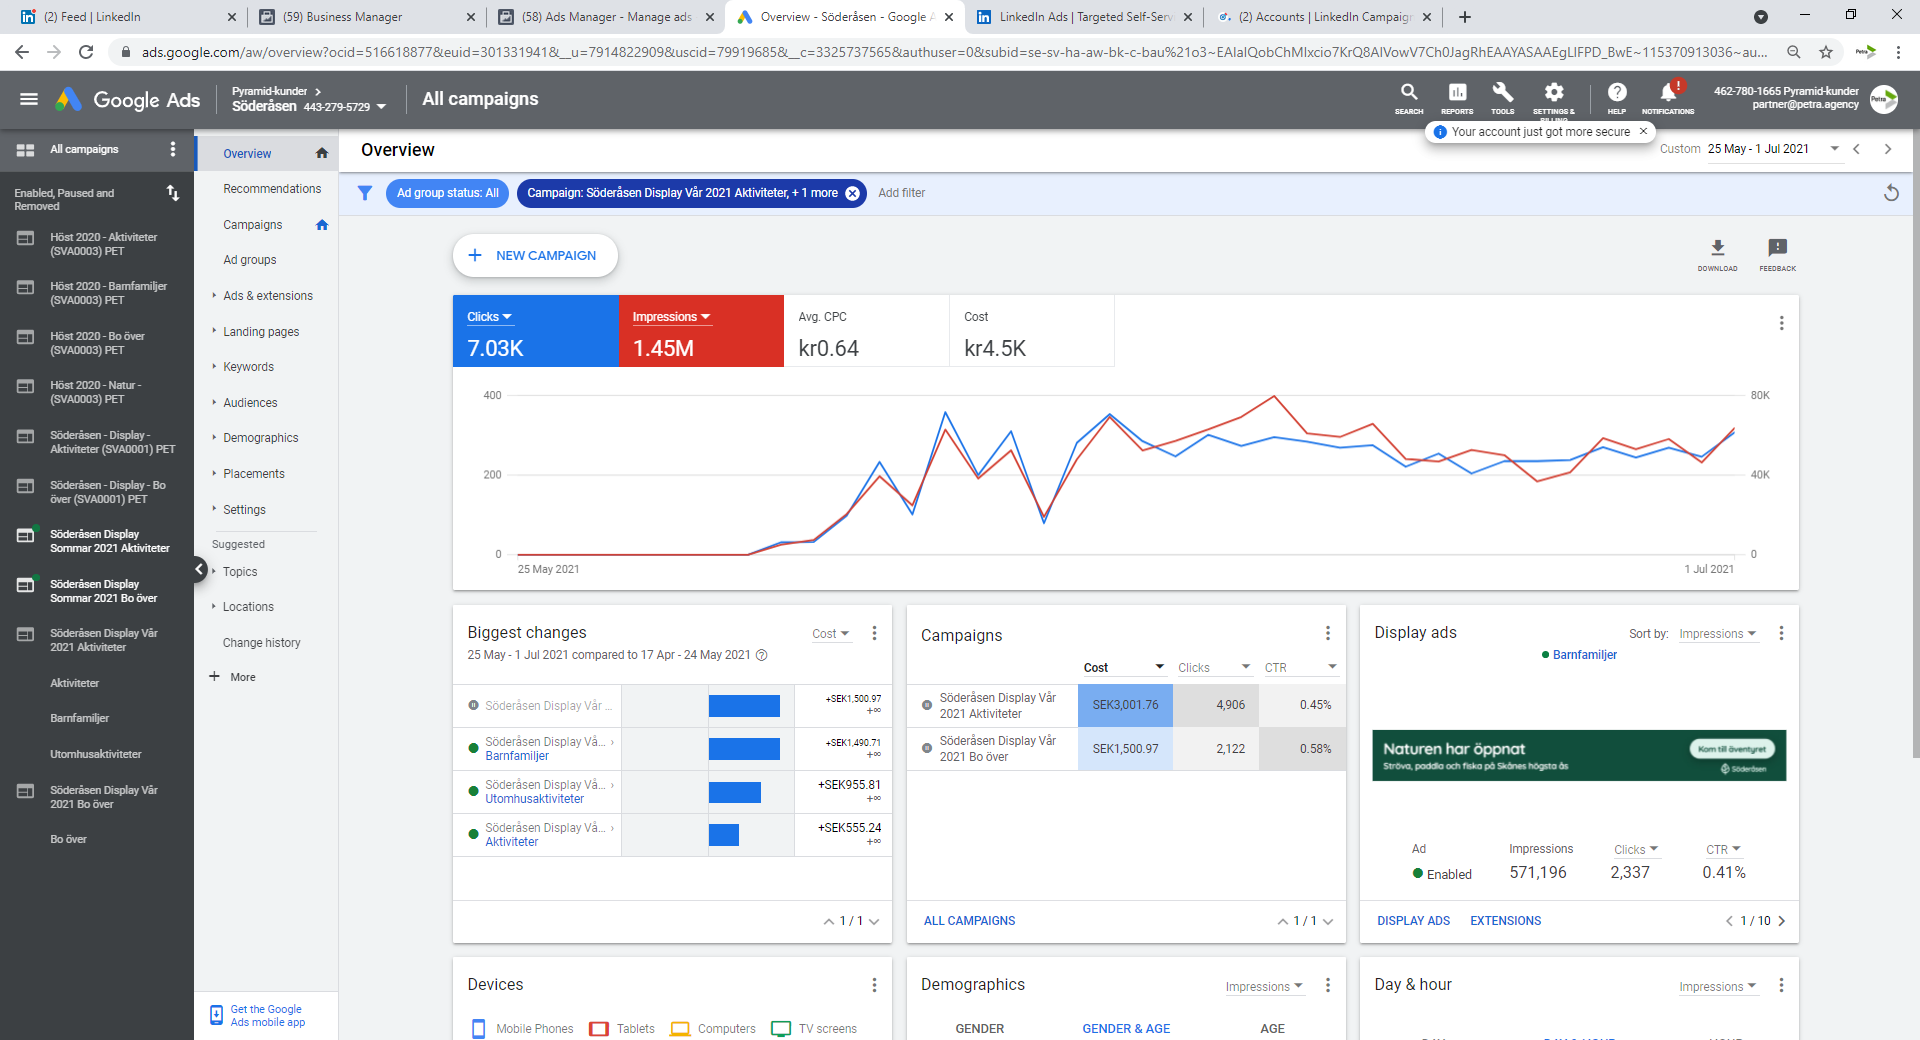 (2) Feed | LinkedIn
(59) Business Manager
(58) Ads Manager - Manage ads
Overview - Söderåsen - Google A
LinkedIn Ads | Targeted Self-Serv
(2) Accounts | LinkedIn Campaign
ads.google.com/aw/overview?ocid=516618877&euid=301331941&__u=7914822909&uscid=79919685&__c=3325737565&authuser=0&subid=se-sv-ha-aw-bk-c-bau%21o3~EAIaIQobChMIxcio7KrQ8AIVowV7Ch0JagRhEAAYASAAEgLIFPD_BwE~115370913036~au...
Google Ads
Pyramid-kunder
Söderåsen 443-279-5729
All campaigns
SEARCH
REPORTS
TOOLS
SETTINGS &
BILLING
HELP
NOTIFICATIONS
462-780-1665 Pyramid-kunder
partner@petra.agency
Petra
Your account just got more secure
All campaigns
Enabled, Paused and
Removed
Höst 2020 - Aktiviteter
(SVA0003) PET
Höst 2020 - Barnfamiljer
(SVA0003) PET
Höst 2020 - Bo över
(SVA0003) PET
Höst 2020 - Natur -
(SVA0003) PET
Söderåsen - Display -
Aktiviteter (SVA0001) PET
Söderåsen - Display - Bo
över (SVA0001) PET
Söderåsen Display
Sommar 2021 Aktiviteter
Söderåsen Display
Sommar 2021 Bo över
Söderåsen Display Vår
2021 Aktiviteter
Aktiviteter
Barnfamiljer
Utomhusaktiviteter
Söderåsen Display Vår
2021 Bo över
Bo över
Overview
Recommendations
Campaigns
Ad groups
Ads & extensions
Landing pages
Keywords
Audiences
Demographics
Placements
Settings
Suggested
Topics
Locations
Change history
More
Get the Google
Ads mobile app
Overview
Custom 25 May - 1 Jul 2021
Ad group status: All
Campaign: Söderåsen Display Vår 2021 Aktiviteter, + 1 more
Add filter
NEW CAMPAIGN
DOWNLOAD
FEEDBACK
Clicks
7.03K
Impressions
1.45M
Avg. CPC
kr0.64
Cost
kr4.5K
400
80K
200
40K
0
0
25 May 2021
1 Jul 2021
Biggest changes
Cost
25 May - 1 Jul 2021 compared to 17 Apr - 24 May 2021
Söderåsen Display Vår ...
+SEK1,500.97
+∞
Söderåsen Display Vå... ›
Barnfamiljer
+SEK1,490.71
+∞
Söderåsen Display Vå... ›
Utomhusaktiviteter
+SEK955.81
+∞
Söderåsen Display Vå... ›
Aktiviteter
+SEK555.24
+∞
1 / 1
Campaigns
Cost
Clicks
CTR
Söderåsen Display Vår
2021 Aktiviteter
SEK3,001.76
4,906
0.45%
Söderåsen Display Vår
2021 Bo över
SEK1,500.97
2,122
0.58%
ALL CAMPAIGNS
1 / 1
Display ads
Sort by: Impressions
Barnfamiljer
Naturen har öppnat
Ströva, paddla och fiska på Skånes högsta ås
Kom till äventyret
Söderåsen
Ad
Impressions
Clicks
CTR
Enabled
571,196
2,337
0.41%
DISPLAY ADS
EXTENSIONS
1 / 10
Devices
Mobile Phones
Tablets
Computers
TV screens
Demographics
Impressions
GENDER
GENDER & AGE
AGE
Day & hour
Impressions